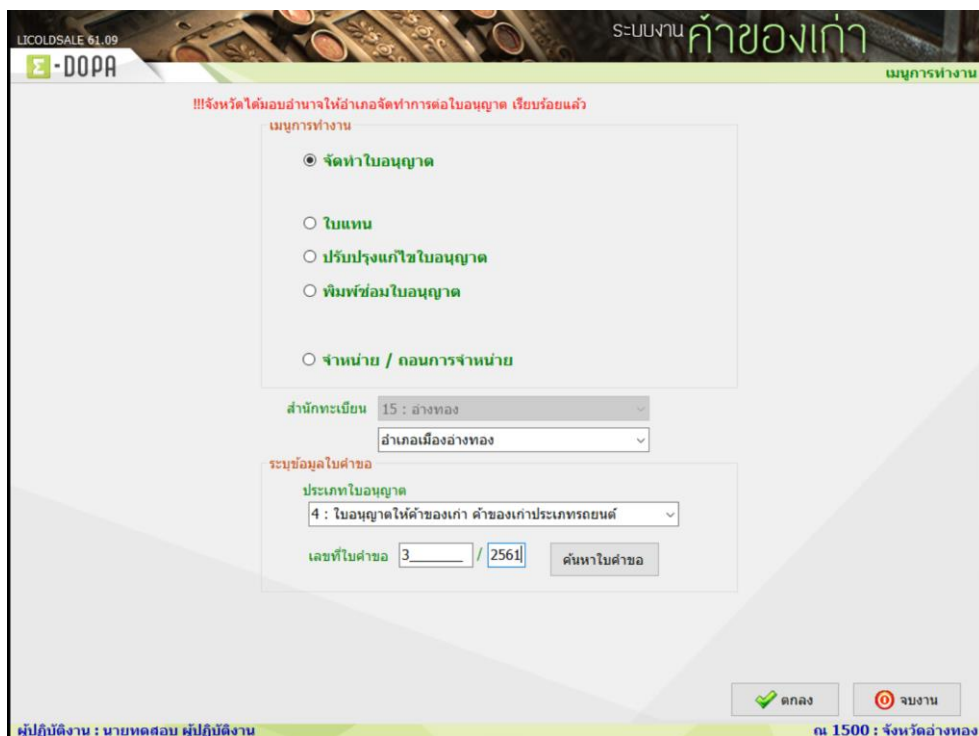 LICOLDSALE 61.09
ระบบงาน ค้าของเก่า
Σ-DOPA
เมนูการทำงาน
!!!จังหวัดได้มอบอำนาจให้อำเภอจัดทำการต่อใบอนุญาต เรียบร้อยแล้ว
เมนูการทำงาน
จัดทำใบอนุญาต
ใบแทน
ปรับปรุงแก้ไขใบอนุญาต
พิมพ์ซ่อมใบอนุญาต
จำหน่าย / ถอนการจำหน่าย
สำนักทะเบียน 15 : อ่างทอง
อำเภอเมืองอ่างทอง
ระบุข้อมูลใบคำขอ
ประเภทใบอนุญาต
4 : ใบอนุญาตให้ค้าของเก่า ค้าของเก่าประเภทรถยนต์
เลขที่ใบคำขอ 3_______ / 2561 ค้นหาใบคำขอ
ตกลง จบงาน
ผู้ปฏิบัติงาน : นายทดสอบ ผู้ปฏิบัติงาน ณ 1500 : จังหวัดอ่างทอง